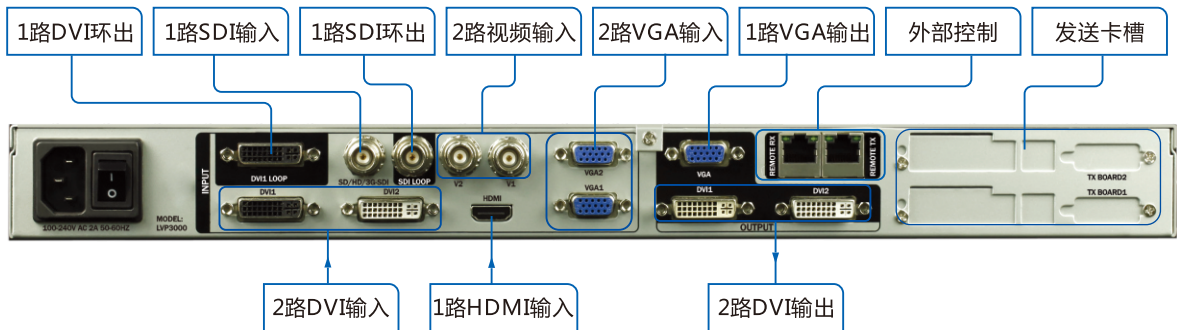 1路DVI环出
1路SDI输入
1路SDI环出
2路视频输入
2路VGA输入
1路VGA输出
外部控制
发送卡槽
INPUT
DVI1 LOOP
SD/HD/3G-SDI
SDI LOOP
V2
V1
VGA2
VGA
REMOTE RX
REMOTE TX
TX BOARD2
DVI1
DVI2
HDMI
VGA1
DVI1
DVI2
TX BOARD1
100-240V AC 2A 50-60HZ
MODEL:
LVP3000
OUTPUT
2路DVI输入
1路HDMI输入
2路DVI输出